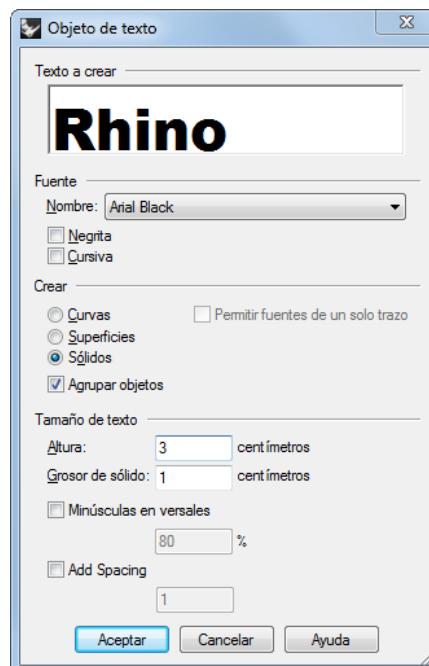 Objeto de texto
Texto a crear
Rhino
Fuente
Nombre: Arial Black
Negrita
Cursiva
Crear
Curvas Permitir fuentes de un solo trazo
Superficies
Sólidos
Agrupar objetos
Tamaño de texto
Altura: 3 centímetros
Grosor de sólido: 1 centímetros
Minúsculas en versales
80 %
Add Spacing
1
Aceptar Cancelar Ayuda